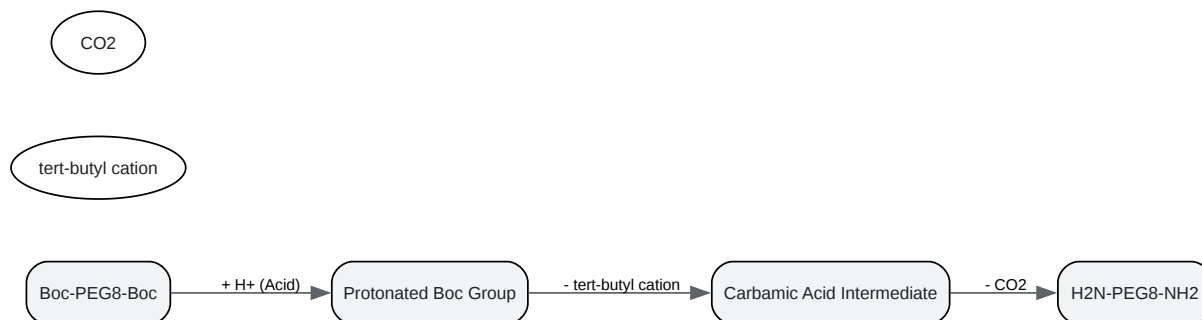 CO2
tert-butyl cation
Boc-PEG8-Boc
+ H+ (Acid)
Protonated Boc Group
- tert-butyl cation
Carbamic Acid Intermediate
- CO2
H2N-PEG8-NH2